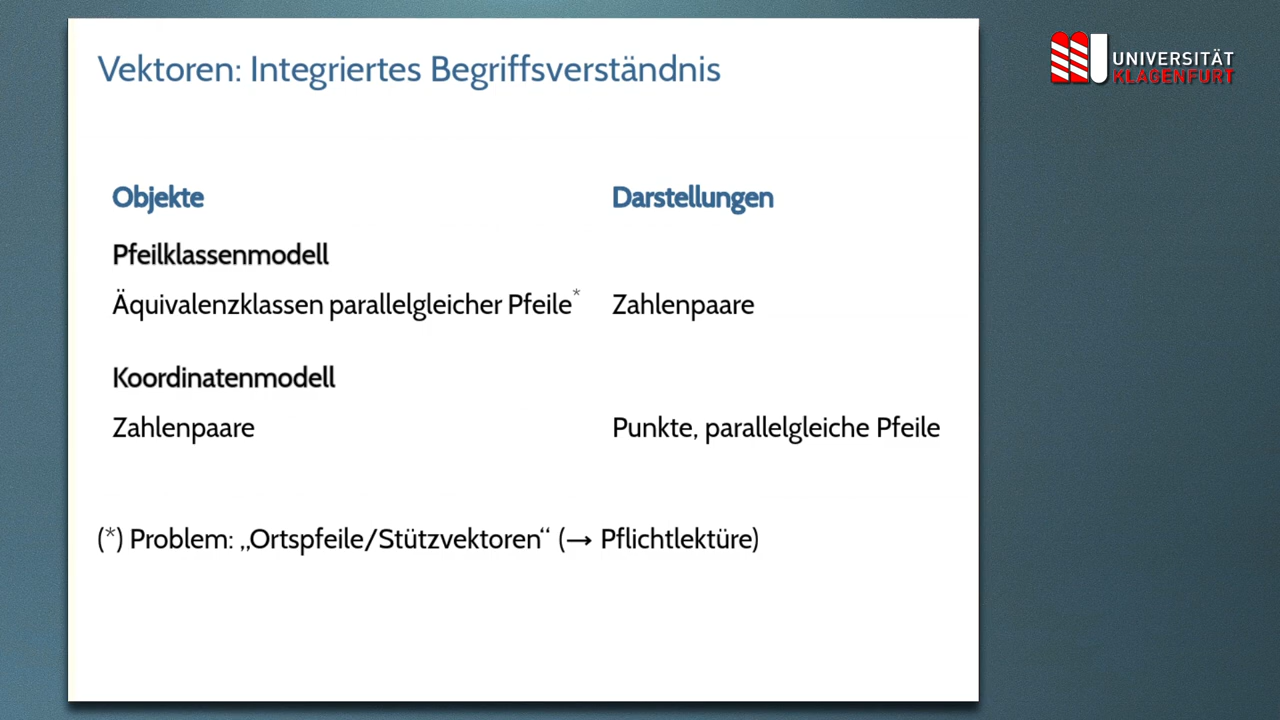 Vektoren: Integriertes Begriffsverständnis
UNIVERSITÄT
KLAGENFURT
Objekte
Darstellungen
Pfeilklassenmodell
Äquivalenzklassen parallelgleicher Pfeile*
Zahlenpaare
Koordinatenmodell
Zahlenpaare
Punkte, parallelgleiche Pfeile
(*) Problem: „Ortspfeile/Stützvektoren“ (→ Pflichtlektüre)